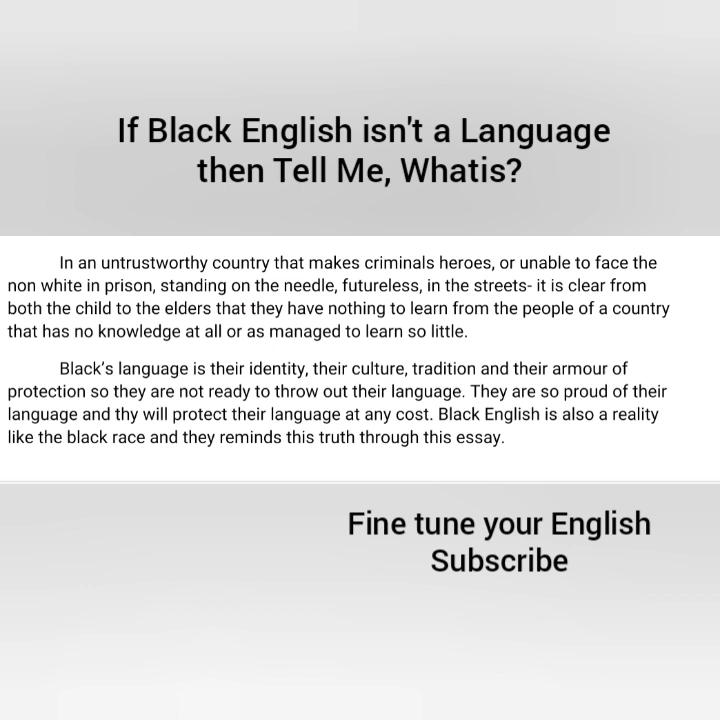 If Black English isn't a Language
then Tell Me, Whatis?
In an untrustworthy country that makes criminals heroes, or unable to face the
non white in prison, standing on the needle, futureless, in the streets- it is clear from
both the child to the elders that they have nothing to learn from the people of a country
that has no knowledge at all or as managed to learn so little.
Black's language is their identity, their culture, tradition and their armour of
protection so they are not ready to throw out their language. They are so proud of their
language and thy will protect their language at any cost. Black English is also a reality
like the black race and they reminds this truth through this essay.
Fine tune your English
Subscribe